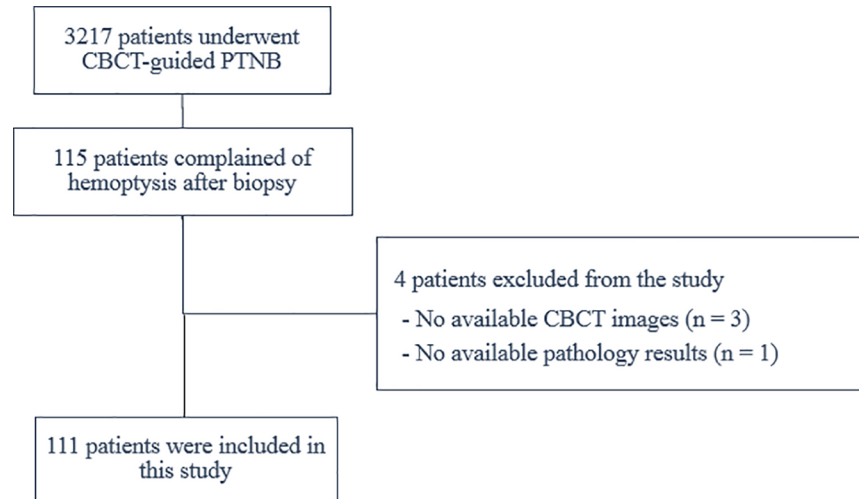 3217 patients underwent
CBCT-guided PTNB
115 patients complained of
hemoptysis after biopsy
4 patients excluded from the study
- No available CBCT images (n = 3)
- No available pathology results (n = 1)
111 patients were included in
this study